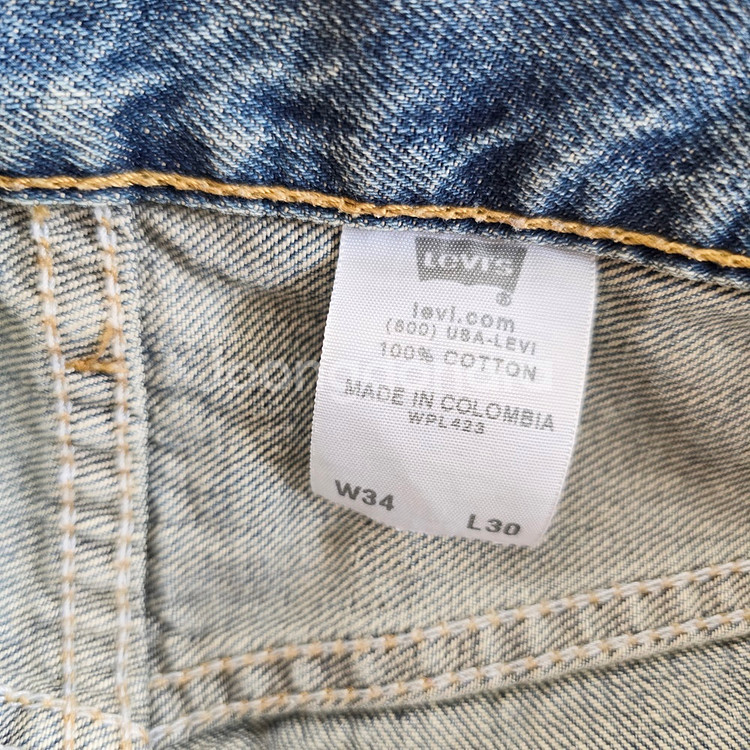 LEVI'S
®
levi.com
(800) USA-LEVI
100% COTTON
MADE IN COLOMBIA
WPL423
W34 L30